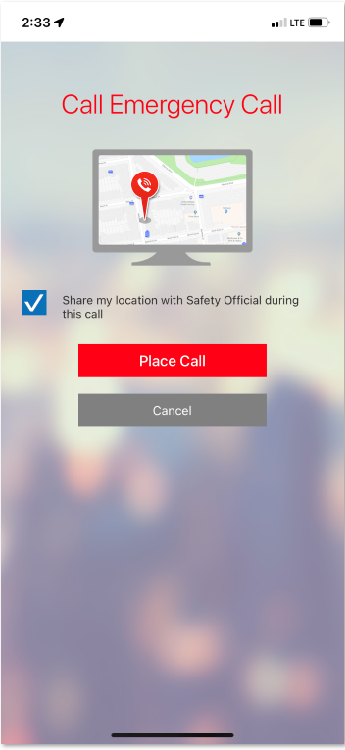 2:33
LTE
Call Emergency Call
Share my location with Safety Official during
this call
Place Call
Cancel